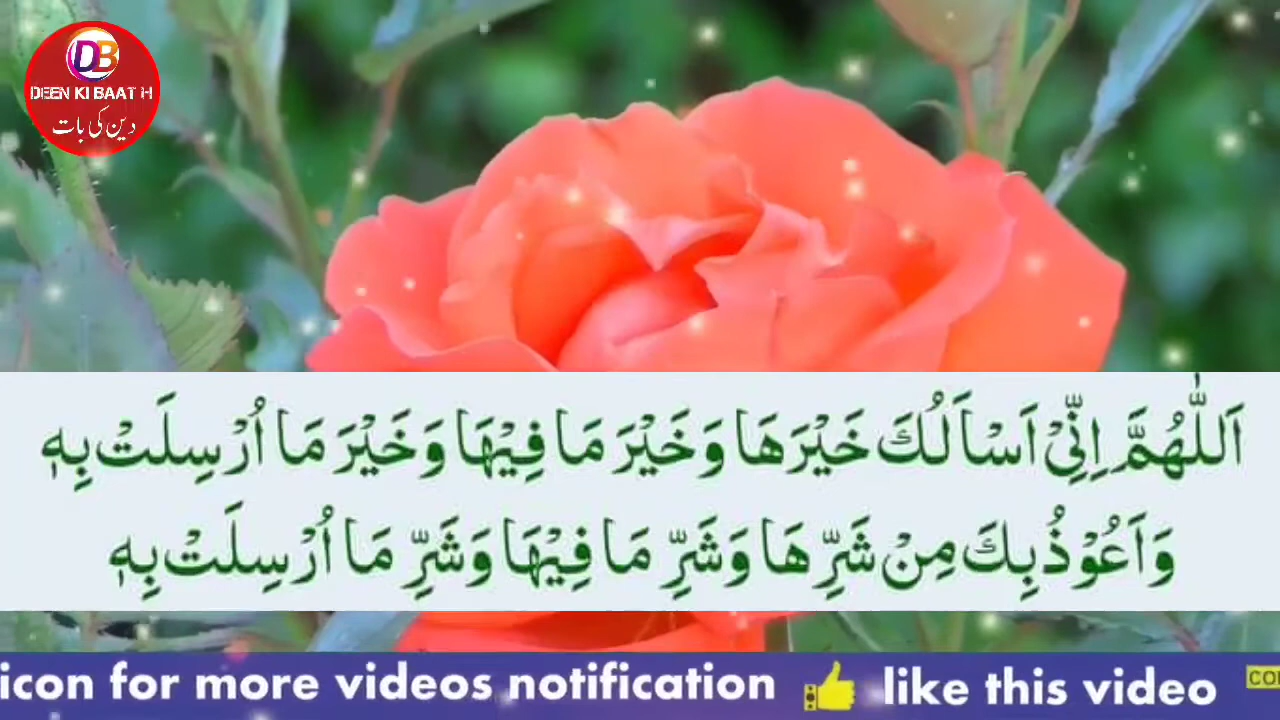 DB
DEEN KI BAAT H
دین کی بات
اَللّٰهُمَّ اِنِّیْ اَسْاَلُكَ خَیْرَهَا وَخَیْرَ مَا فِیْهَا وَخَیْرَ مَا اُرْسِلَتْ بِهٖ
وَاَعُوْذُبِكَ مِنْ شَرِّهَا وَشَرِّ مَا فِیْهَا وَشَرِّ مَا اُرْسِلَتْ بِهٖ
icon for more videos notification 👍 like this video